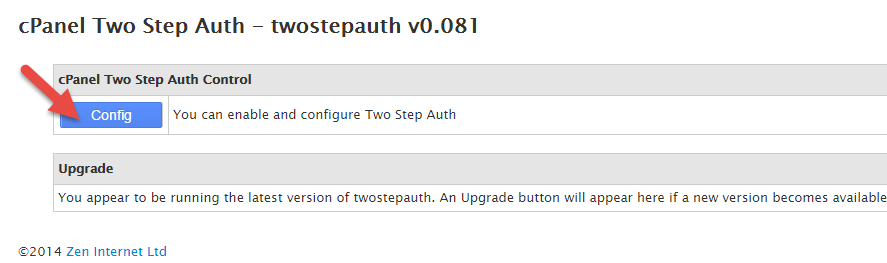 cPanel Two Step Auth - twostepauth v0.081
cPanel Two Step Auth Control
Config
You can enable and configure Two Step Auth
Upgrade
You appear to be running the latest version of twostepauth. An Upgrade button will appear here if a new version becomes available
©2014 Zen Internet Ltd